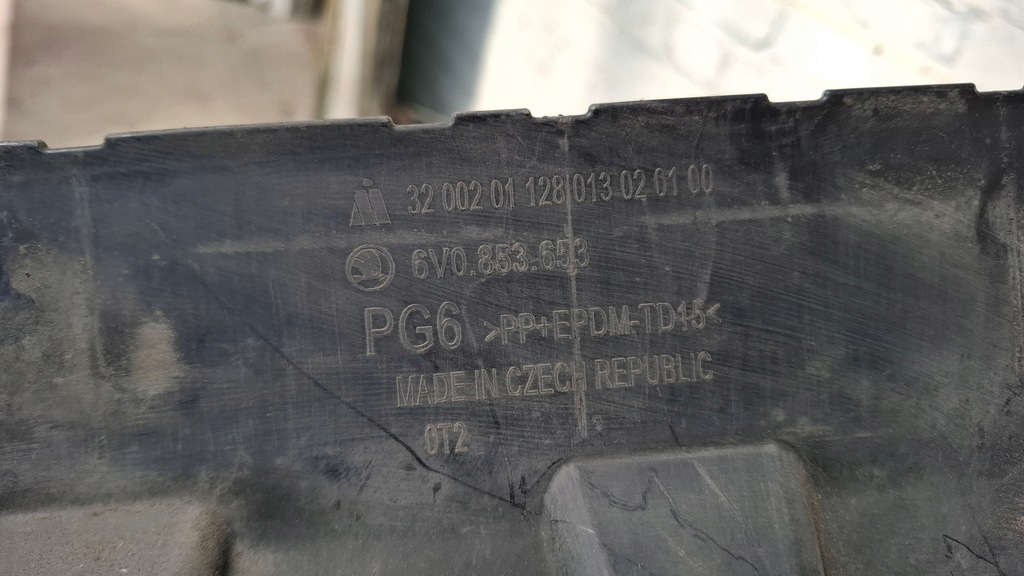 32 002 01 128 013 02 01 00
6V0.853.653
PG6 >PP+EPDM-TD15<
MADE IN CZECH REPUBLIC
0T2